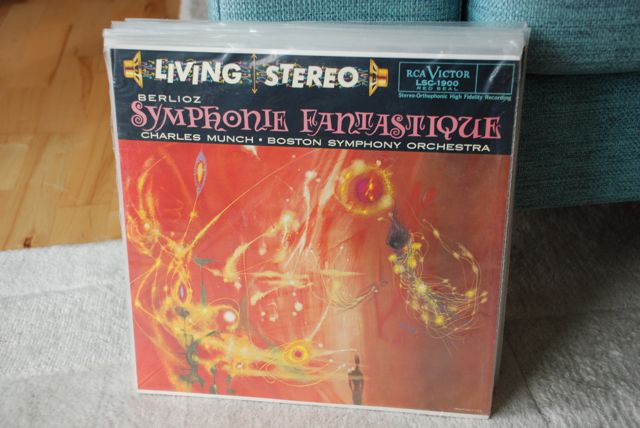 LIVING STEREO
RCA VICTOR
LSC-1900
RED SEAL
Stereo-Orthophonic High Fidelity Recording
BERLIOZ
SYMPHONIE FANTASTIQUE
CHARLES MUNCH • BOSTON SYMPHONY ORCHESTRA